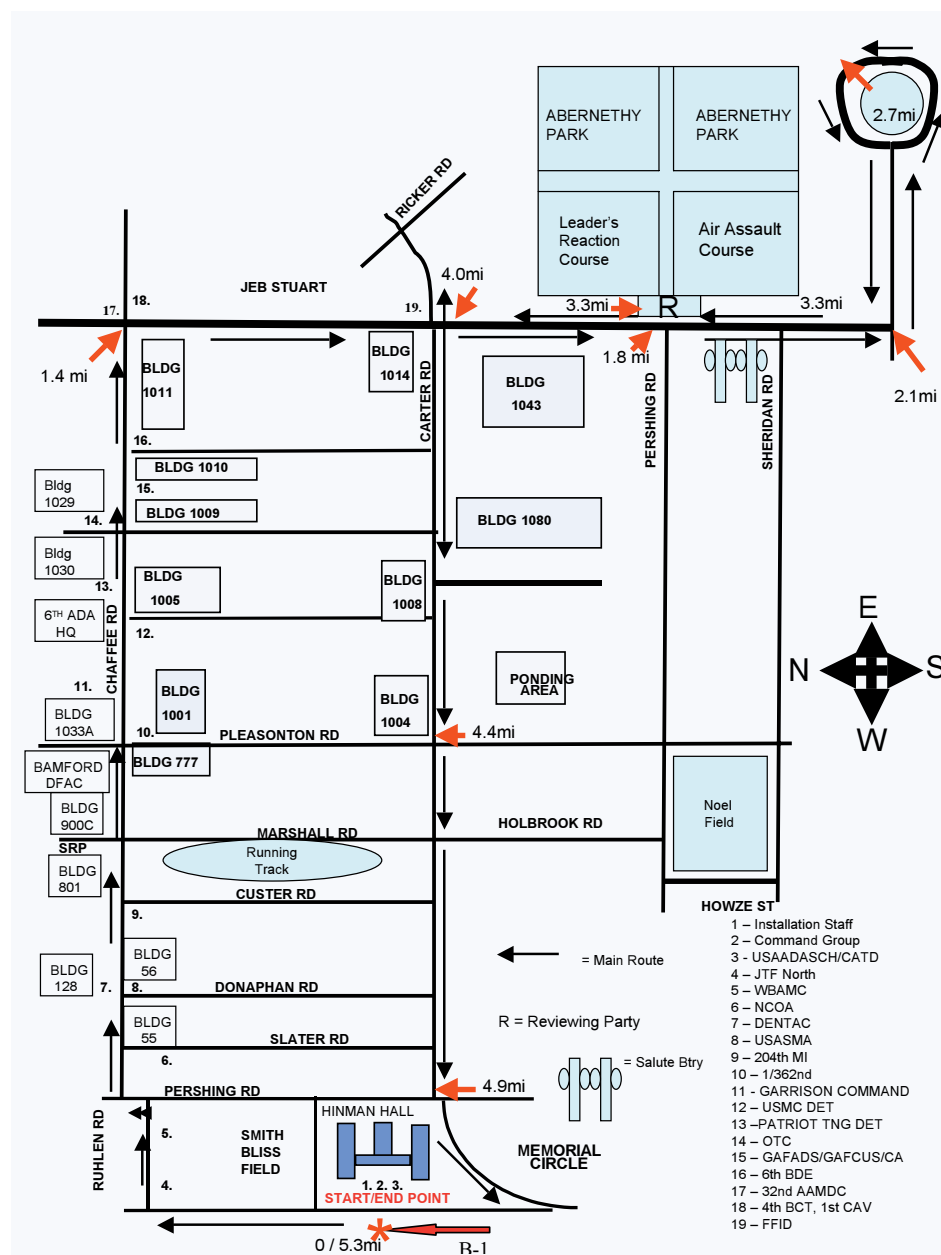 ABERNETHY
PARK
ABERNETHY
PARK
2.7mi
RICKER RD
Leader's
Reaction
Course
Air Assault
Course
JEB STUART
4.0mi
3.3mi
R
3.3mi
18.
17.
19.
1.4 mi
1.8 mi
2.1mi
BLDG
1011
BLDG
1014
CARTER RD
BLDG
1043
PERSHING RD
SHERIDAN RD
16.
BLDG 1010
15.
BLDG 1009
Bldg
1029
14.
BLDG 1080
Bldg
1030
13.
BLDG
1005
BLDG
1008
6TH ADA
HQ
CHAFFEE RD
12.
E
N
S
W
11.
BLDG
1001
BLDG
1004
PONDING
AREA
BLDG
1033A
10.
PLEASONTON RD
4.4mi
BLDG 777
BAMFORD
DFAC
BLDG
900C
Noel
Field
MARSHALL RD
HOLBROOK RD
SRP
Running
Track
BLDG
801
CUSTER RD
HOWZE ST
9.
BLDG
56
BLDG
128
7.
8.
DONAPHAN RD
= Main Route
BLDG
55
SLATER RD
R = Reviewing Party
6.
= Salute Btry
PERSHING RD
4.9mi
RUHLEN RD
5.
4.
SMITH
BLISS
FIELD
HINMAN HALL
1. 2. 3.
START/END POINT
MEMORIAL
CIRCLE
0 / 5.3mi
*
B-1
1 – Installation Staff
2 – Command Group
3 - USAADASCH/CATD
4 – JTF North
5 – WBAMC
6 – NCOA
7 – DENTAC
8 – USASMA
9 – 204th MI
10 – 1/362nd
11 - GARRISON COMMAND
12 – USMC DET
13 –PATRIOT TNG DET
14 – OTC
15 – GAFADS/GAFCUS/CA
16 – 6th BDE
17 – 32nd AAMDC
18 – 4th BCT, 1st CAV
19 – FFID